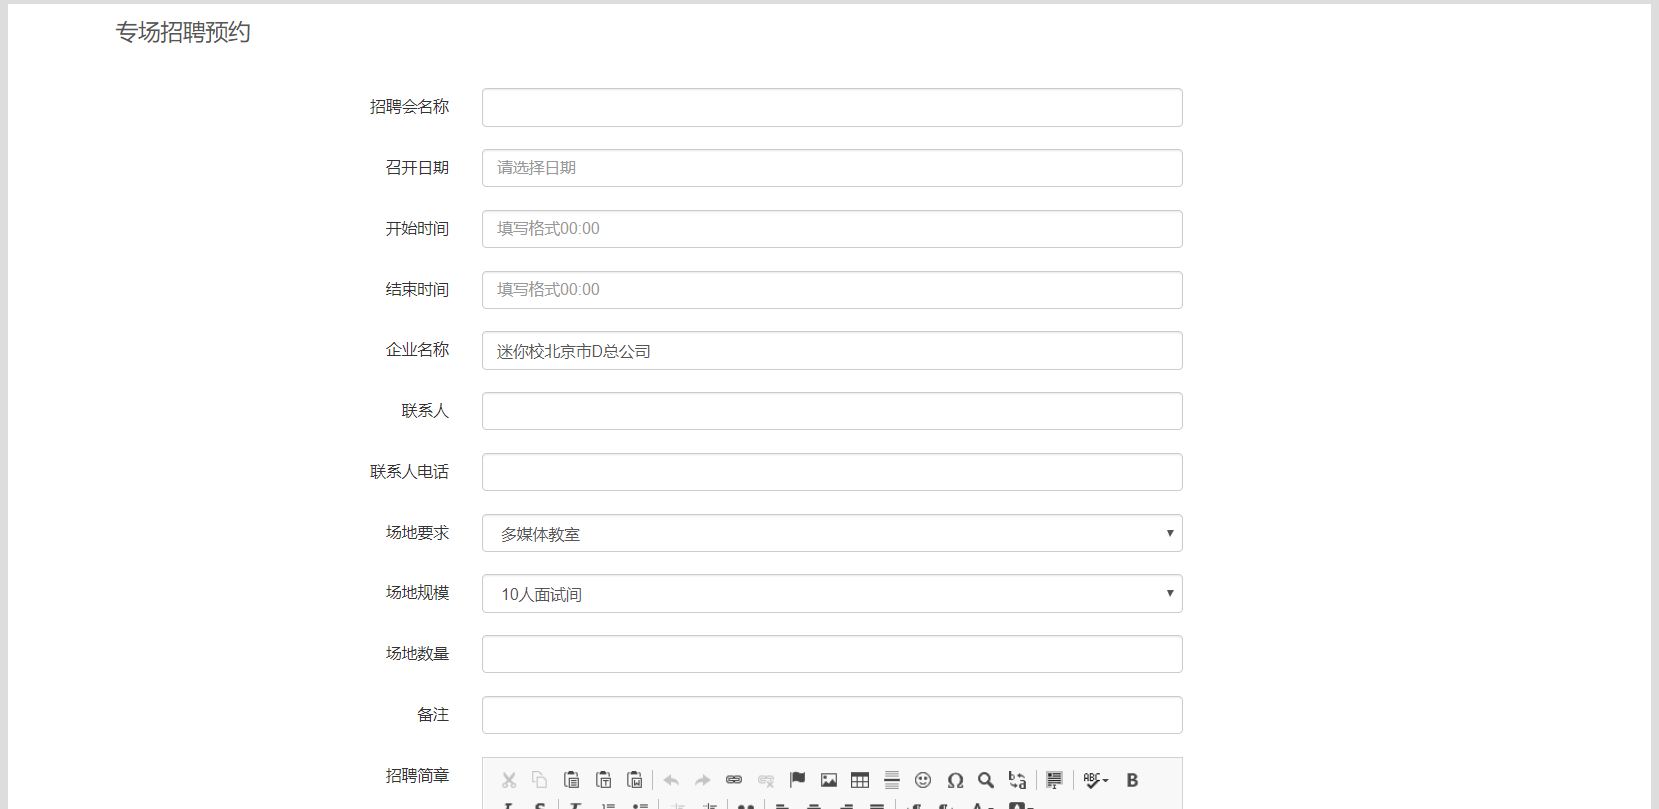 专场招聘预约
招聘会名称
召开日期 请选择日期
开始时间 填写格式00:00
结束时间 填写格式00:00
企业名称 迷你校北京市D总公司
联系人
联系人电话
场地要求 多媒体教室
场地规模 10人面试间
场地数量
备注
招聘简章